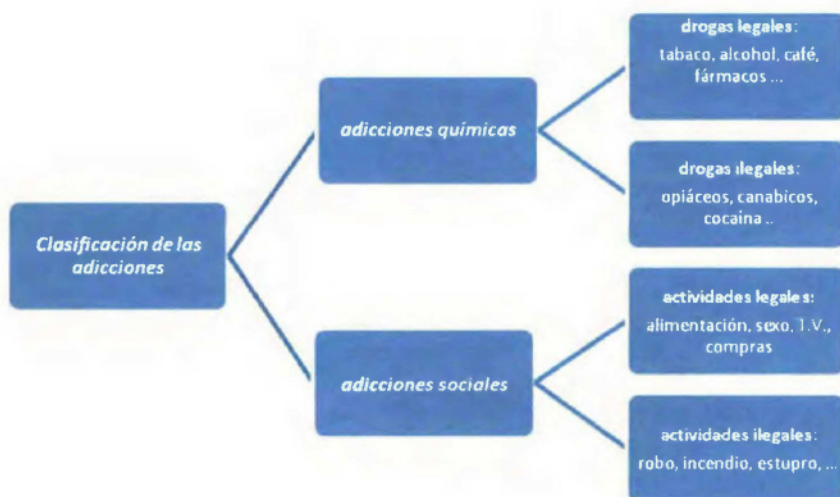 Clasificación de las
adicciones
adicciones químicas
drogas legales:
tabaco, alcohol, café,
fármacos ...
drogas ilegales:
opiáceos, canabicos,
cocaina ..
adicciones sociales
actividades legales:
alimentación, sexo, T.V.,
compras
actividades ilegales:
robo, incendio, estupro, ...